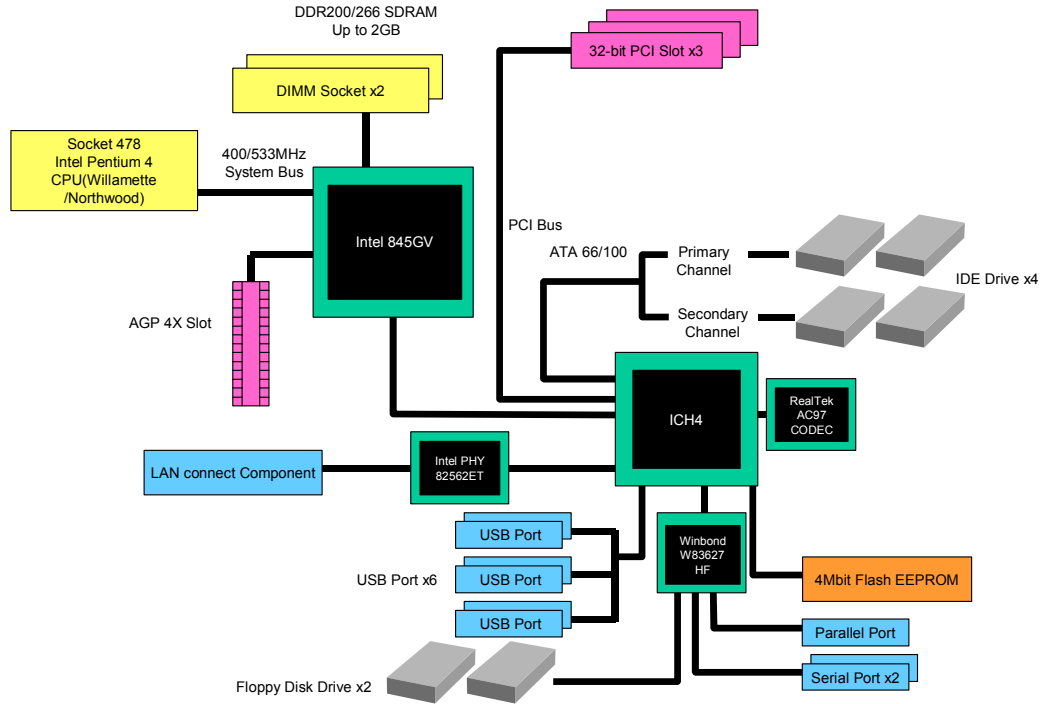 DDR200/266 SDRAM
Up to 2GB
32-bit PCI Slot x3
DIMM Socket x2
Socket 478
Intel Pentium 4
CPU(Willamette
/Northwood)
400/533MHz
System Bus
Intel 845GV
PCI Bus
ATA 66/100
Primary
Channel
IDE Drive x4
Secondary
Channel
AGP 4X Slot
ICH4
RealTek
AC97
CODEC
LAN connect Component
Intel PHY
82562ET
USB Port
USB Port x6
USB Port
USB Port
Winbond
W83627
HF
4Mbit Flash EEPROM
Parallel Port
Serial Port x2
Floppy Disk Drive x2